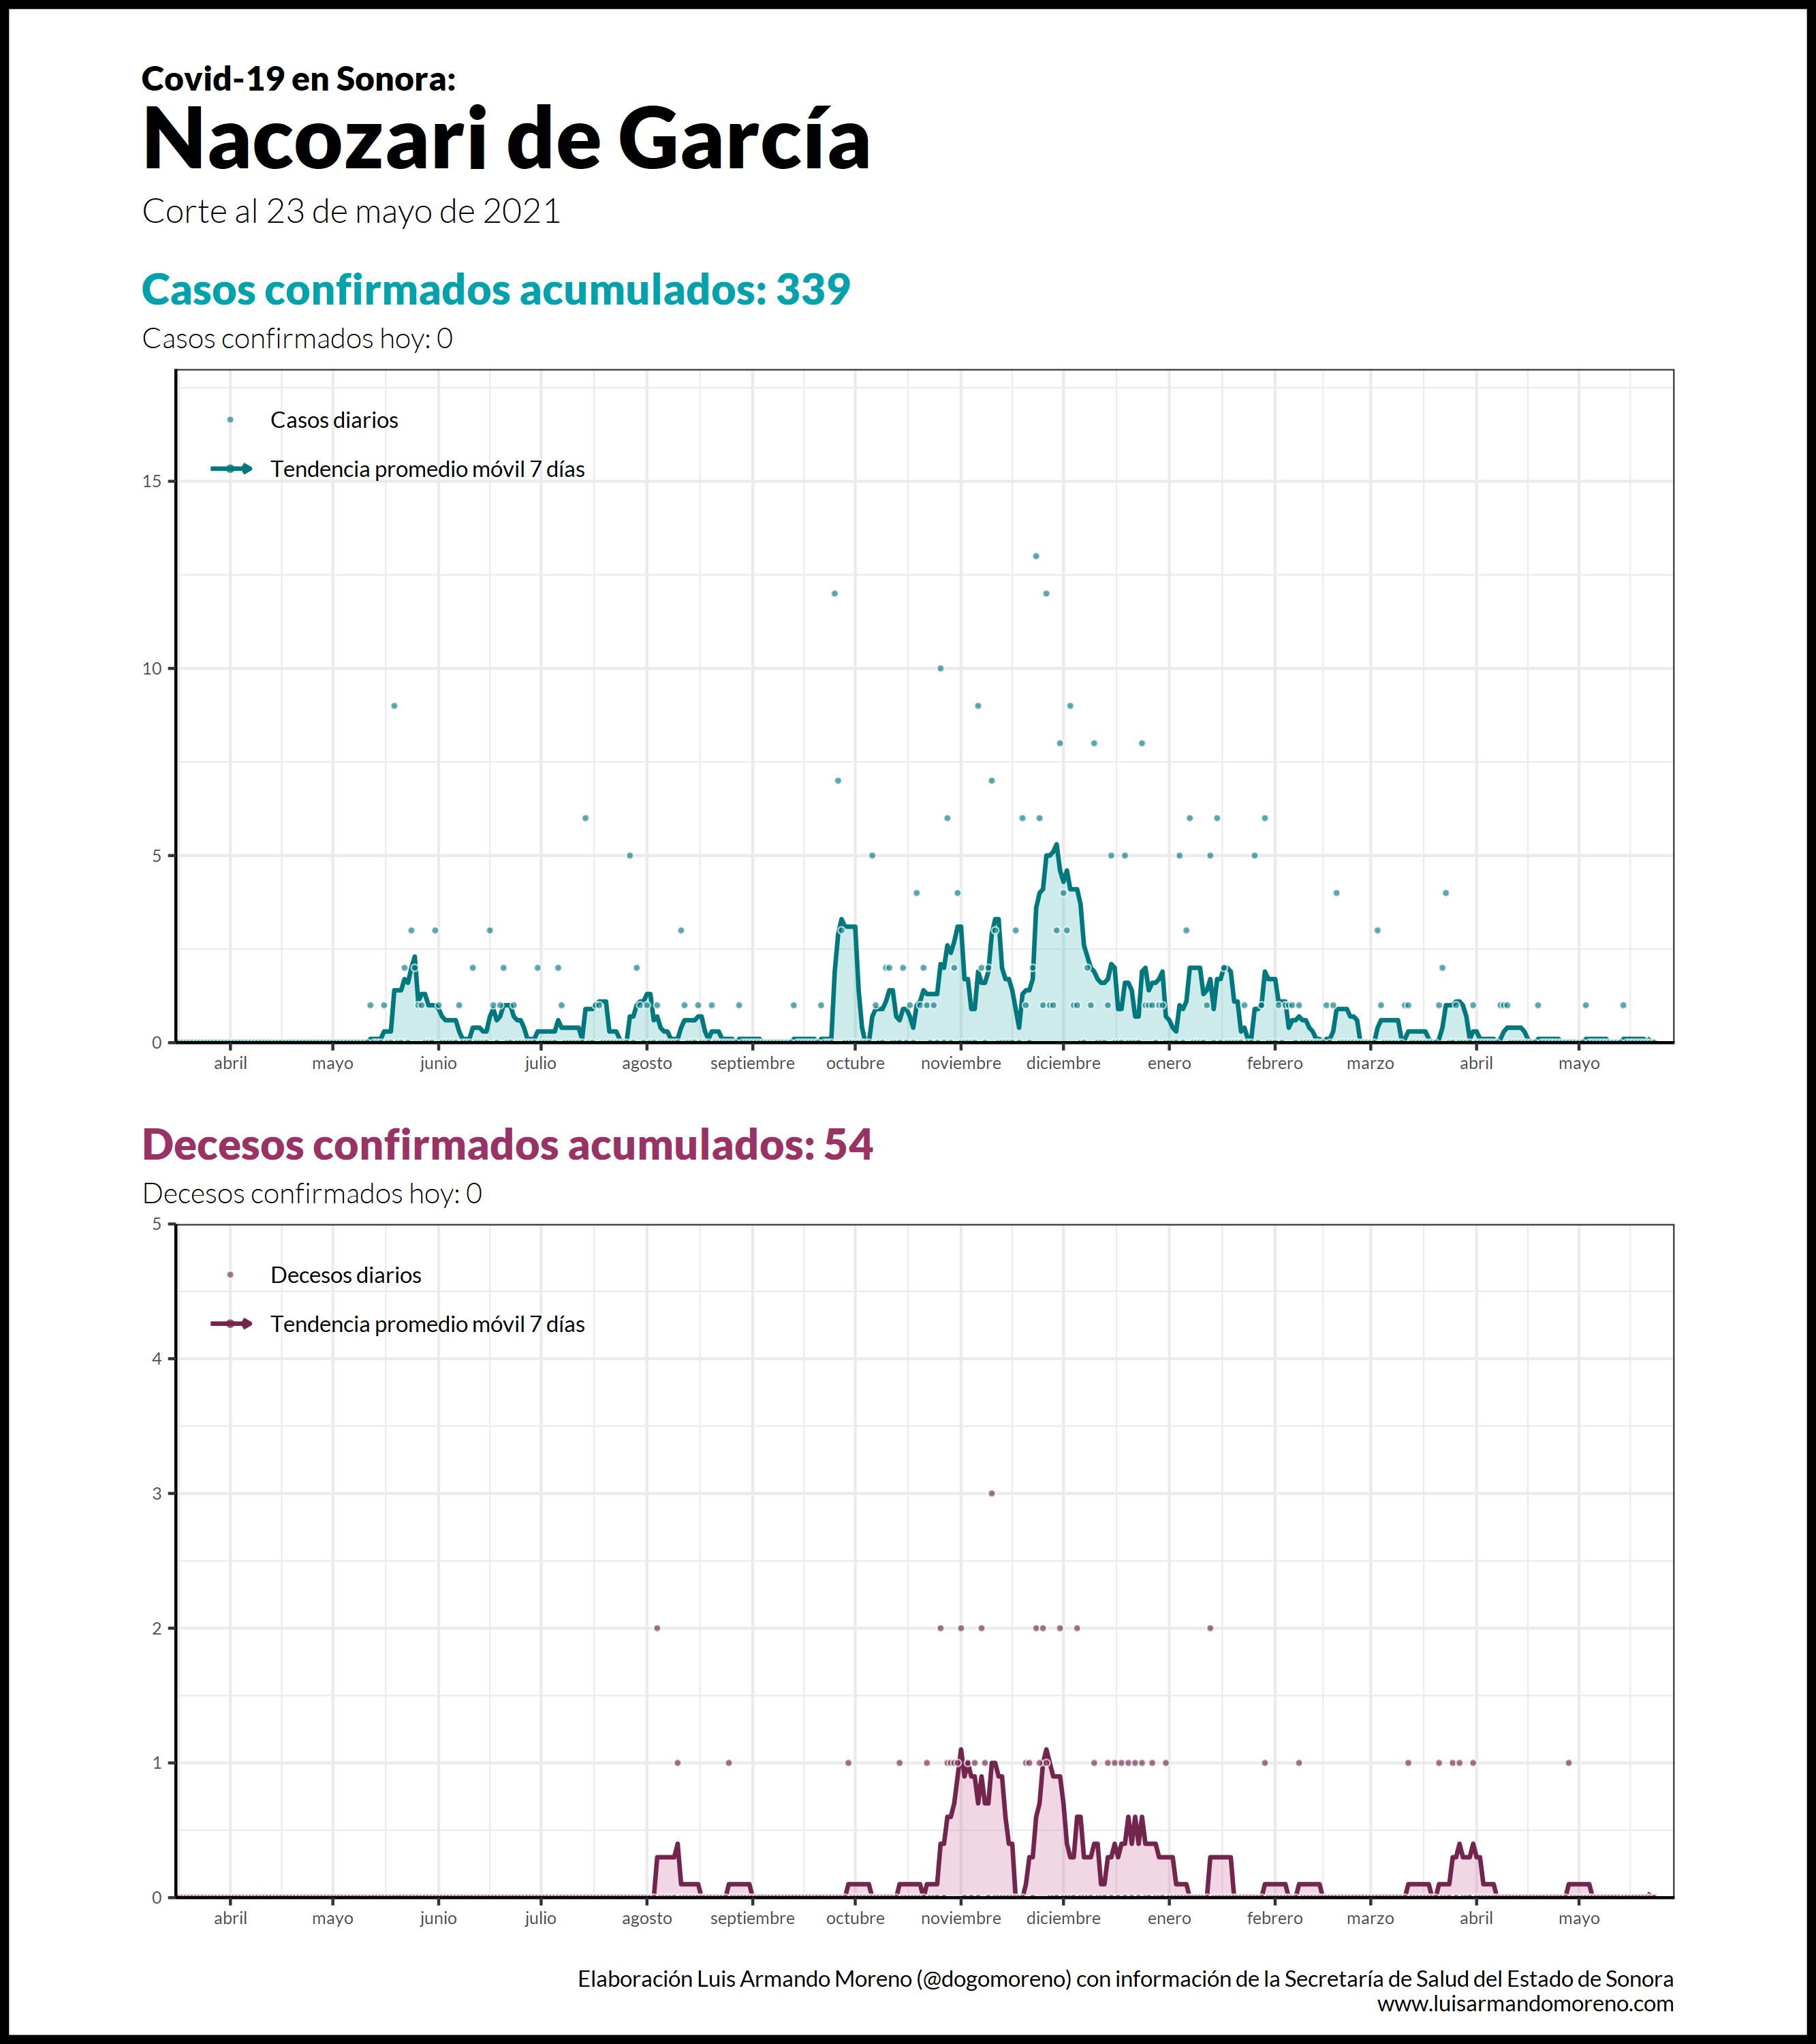 Covid-19 en Sonora:
Nacozari de García
Corte al 23 de mayo de 2021
Casos confirmados acumulados: 339
Casos confirmados hoy: 0
Casos diarios
Tendencia promedio móvil 7 días
15
10
5
0
abril mayo junio julio agosto septiembre octubre noviembre diciembre enero febrero marzo abril mayo
Decesos confirmados acumulados: 54
Decesos confirmados hoy: 0
5
Decesos diarios
Tendencia promedio móvil 7 días
4
3
2
1
0
abril mayo junio julio agosto septiembre octubre noviembre diciembre enero febrero marzo abril mayo
Elaboración Luis Armando Moreno (@dogomoreno) con información de la Secretaría de Salud del Estado de Sonora
www.luisarmandomoreno.com